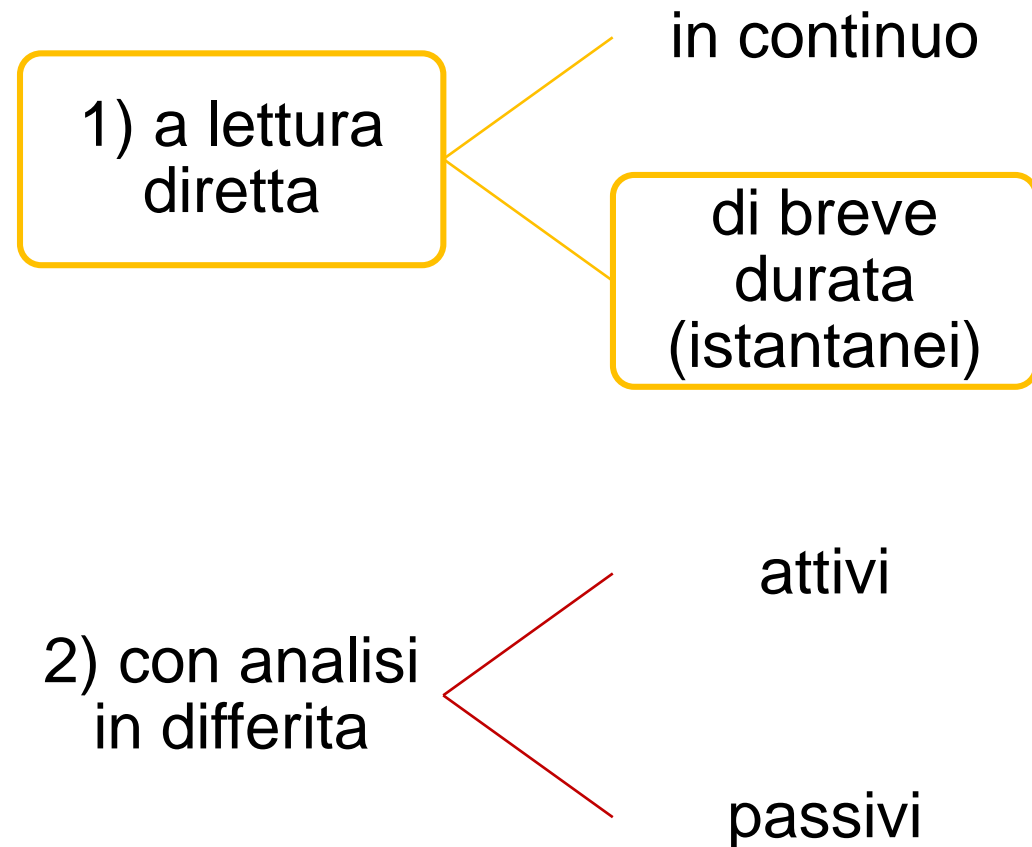 1) a lettura
diretta
in continuo
di breve
durata
(istantanei)
2) con analisi
in differita
attivi
passivi